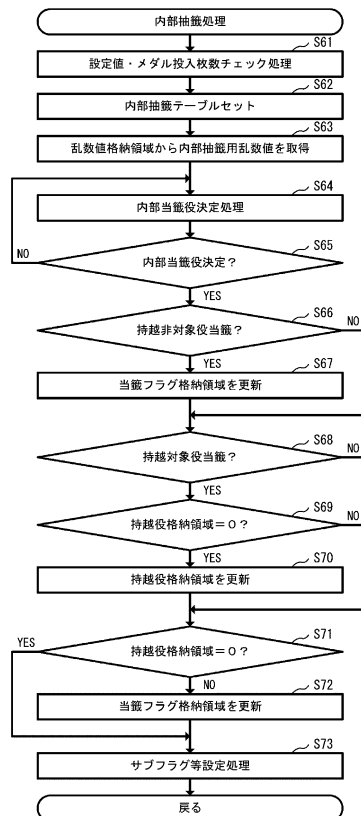 内部抽籤処理
S61
設定値・メダル投入枚数チェック処理
S62
内部抽籤テーブルセット
S63
乱数値格納領域から内部抽籤用乱数値を取得
S64
内部当籤役決定処理
S65
内部当籤役決定?
NO
YES
S66
持越非対象役当籤?
NO
YES
S67
当籤フラグ格納領域を更新
S68
持越対象役当籤?
NO
YES
S69
持越役格納領域=0?
NO
YES
S70
持越役格納領域を更新
S71
持越役格納領域=0?
YES
NO
S72
当籤フラグ格納領域を更新
S73
サブフラグ等設定処理
戻る